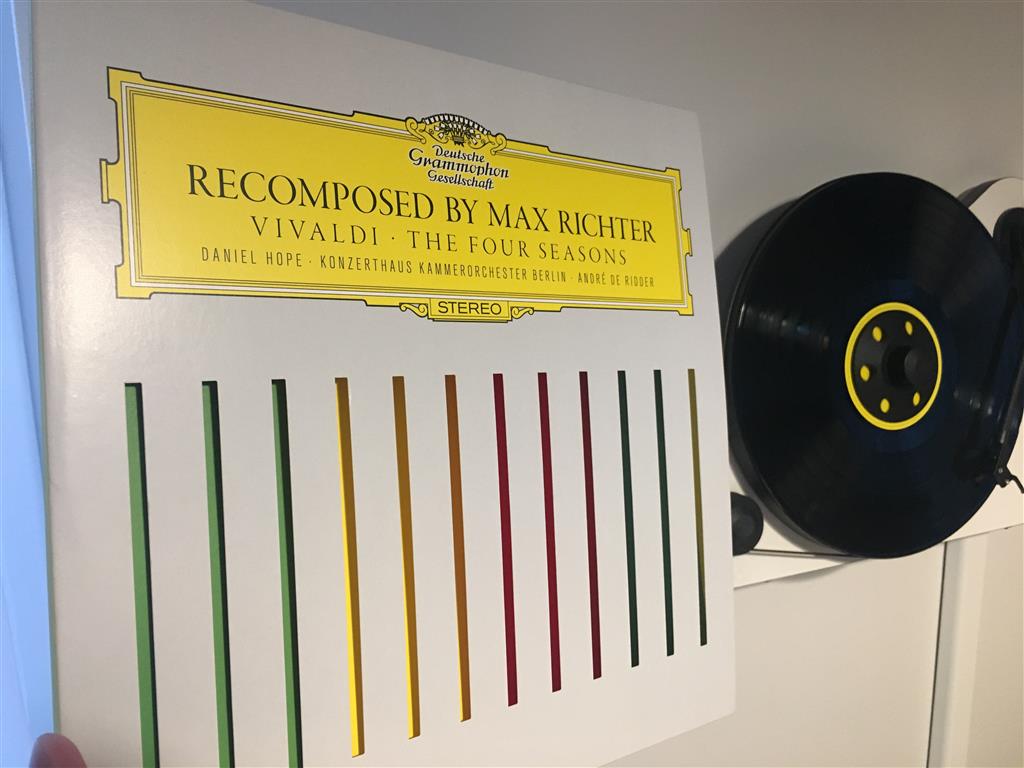 Deutsche
Grammophon
Gesellschaft
RECOMPOSED BY MAX RICHTER
VIVALDI · THE FOUR SEASONS
DANIEL HOPE · KONZERTHAUS KAMMERORCHESTER BERLIN · ANDRÉ DE RIDDER
STEREO